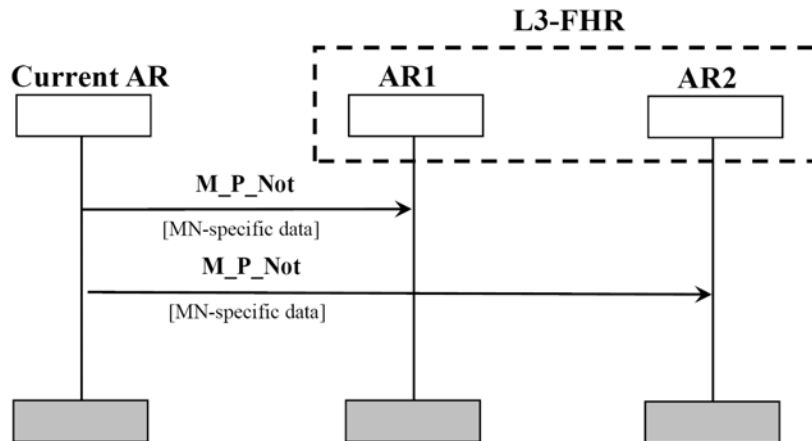 L3-FHR
Current AR
AR1
AR2
M_P_Not
[MN-specific data]
M_P_Not
[MN-specific data]